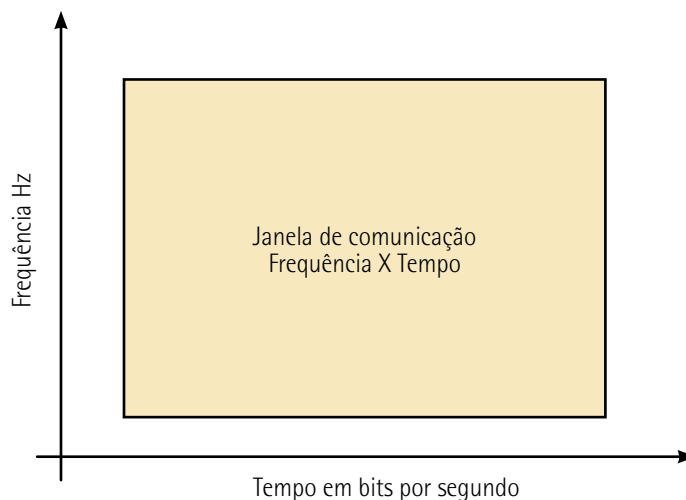 Frequência Hz
Janela de comunicação
Frequência X Tempo
Tempo em bits por segundo